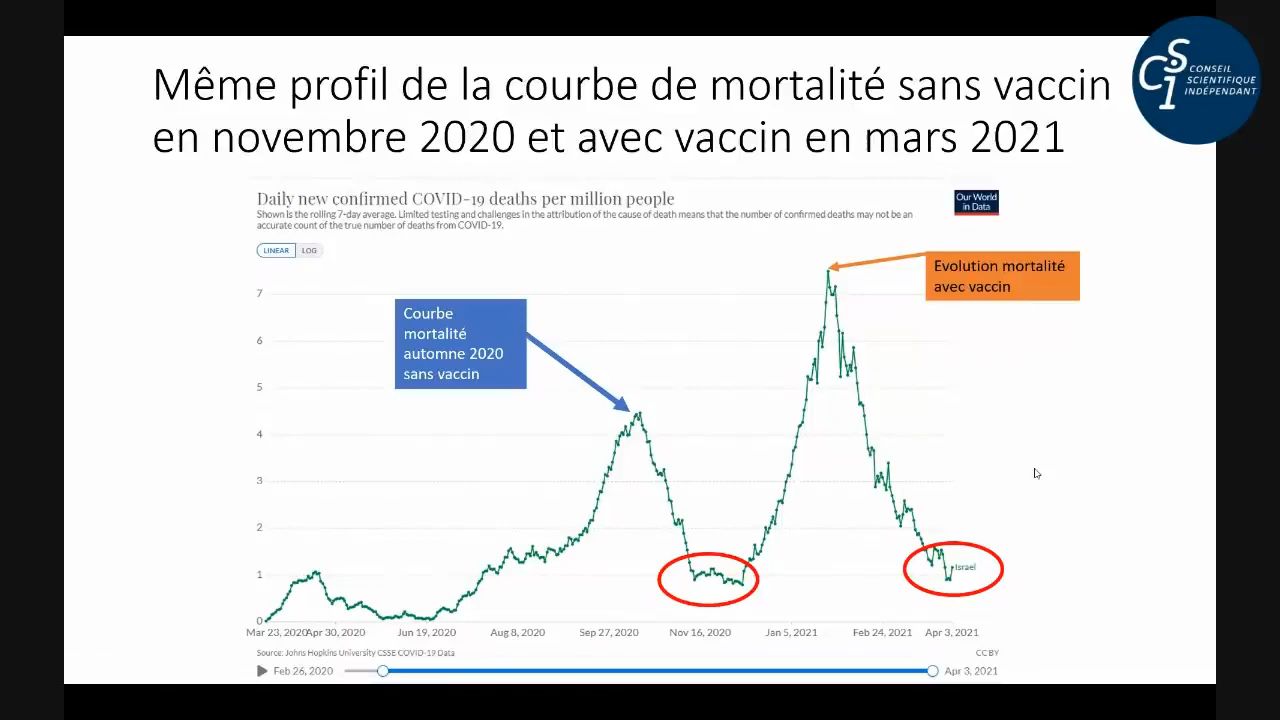 Même profil de la courbe de mortalité sans vaccin
en novembre 2020 et avec vaccin en mars 2021
CSI CONSEIL
SCIENTIFIQUE
INDÉPENDANT
Daily new confirmed COVID-19 deaths per million people
Shown is the rolling 7-day average. Limited testing and challenges in the attribution of the cause of death means that the number of confirmed deaths may not be an
accurate count of the true number of deaths from COVID-19.
Our World
in Data
LINEAR LOG
Evolution mortalité
avec vaccin
Courbe
mortalité
automne 2020
sans vaccin
7
6
5
4
3
2
1
0
Israel
Mar 23, 2020 Apr 30, 2020 Jun 19, 2020 Aug 8, 2020 Sep 27, 2020 Nov 16, 2020 Jan 5, 2021 Feb 24, 2021 Apr 3, 2021
Source: Johns Hopkins University CSSE COVID-19 Data CC BY
Feb 26, 2020 Apr 3, 2021